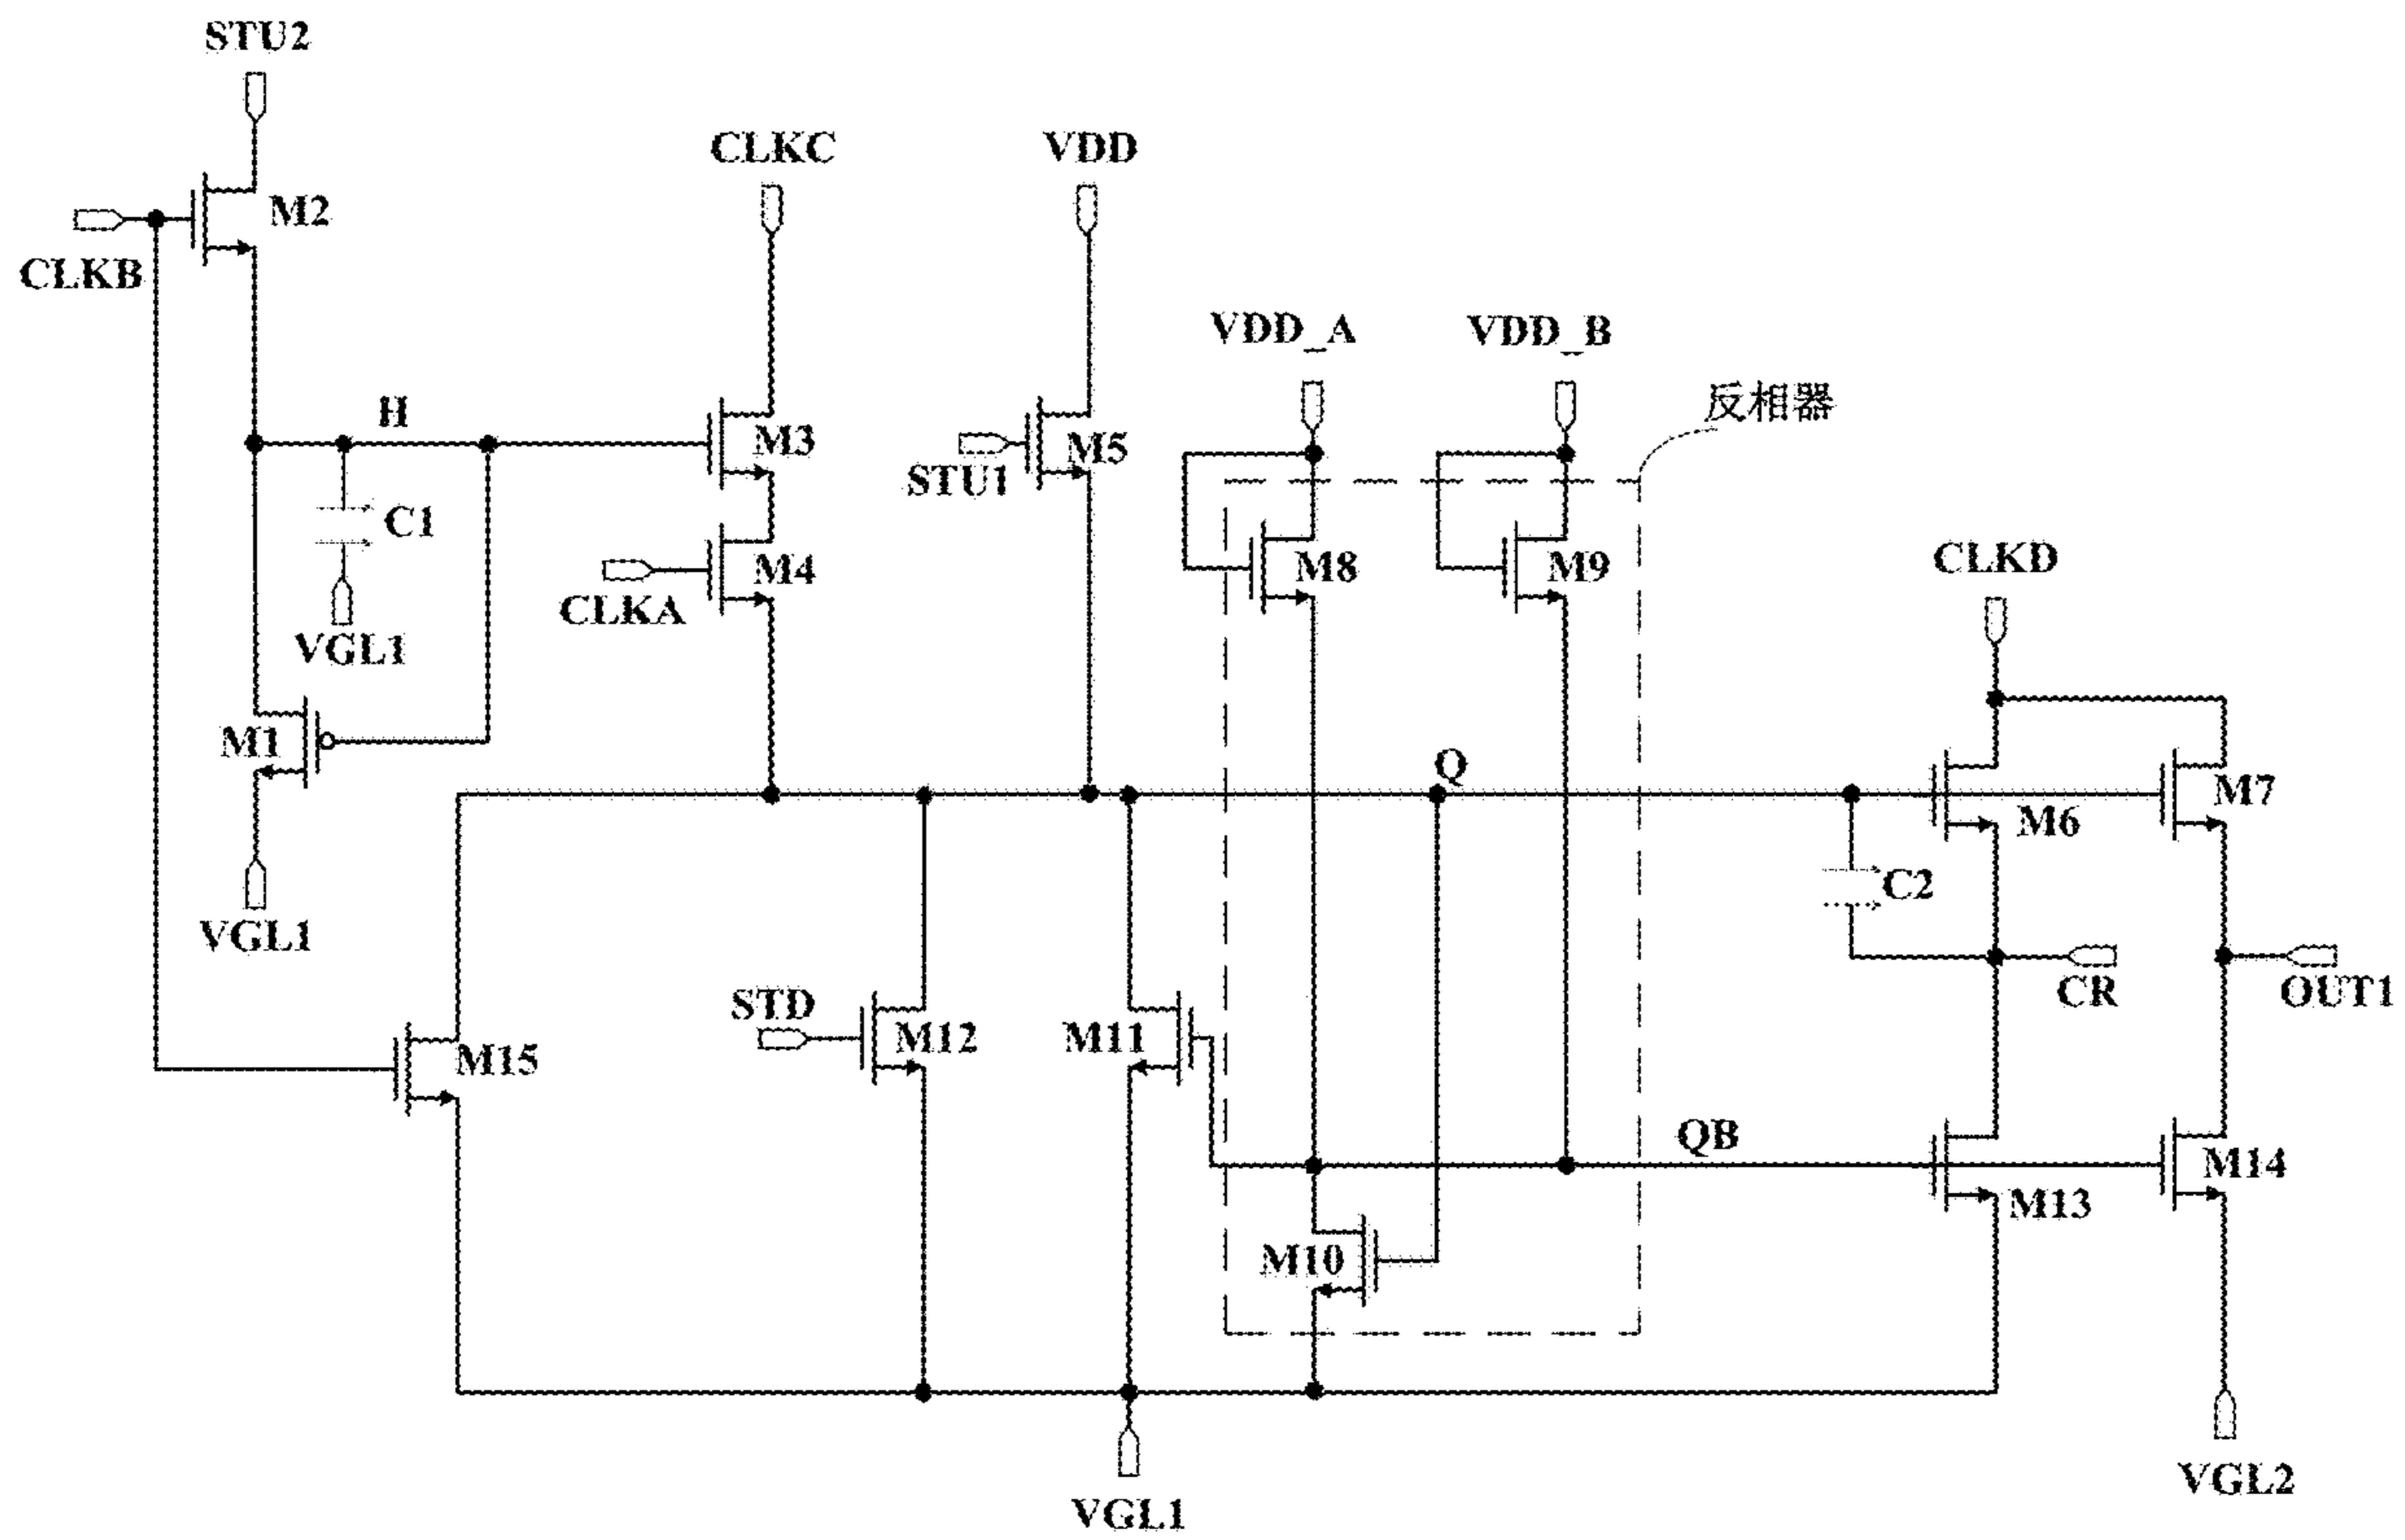 STU2
CLKC
VDD
M2
CLKB
VDD_A
VDD_B
反相器
H
M3
M5
STU1
C1
M4
CLKA
M8
M9
CLKD
VGL1
M1
Q
M7
M6
C2
VGL1
CR
OUT1
STD
M12
M11
M15
QB
M14
M13
M10
VGL1
VGL2